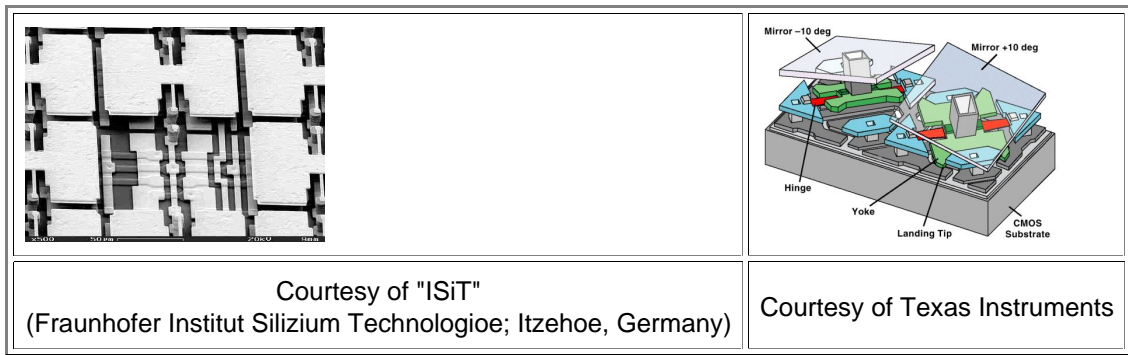 x500 50µm 20kV 9mm
Mirror –10 deg
Mirror +10 deg
Hinge
Yoke
Landing Tip
CMOS
Substrate
Courtesy of "ISiT"
(Fraunhofer Institut Silizium Technologioe; Itzehoe, Germany)
Courtesy of Texas Instruments